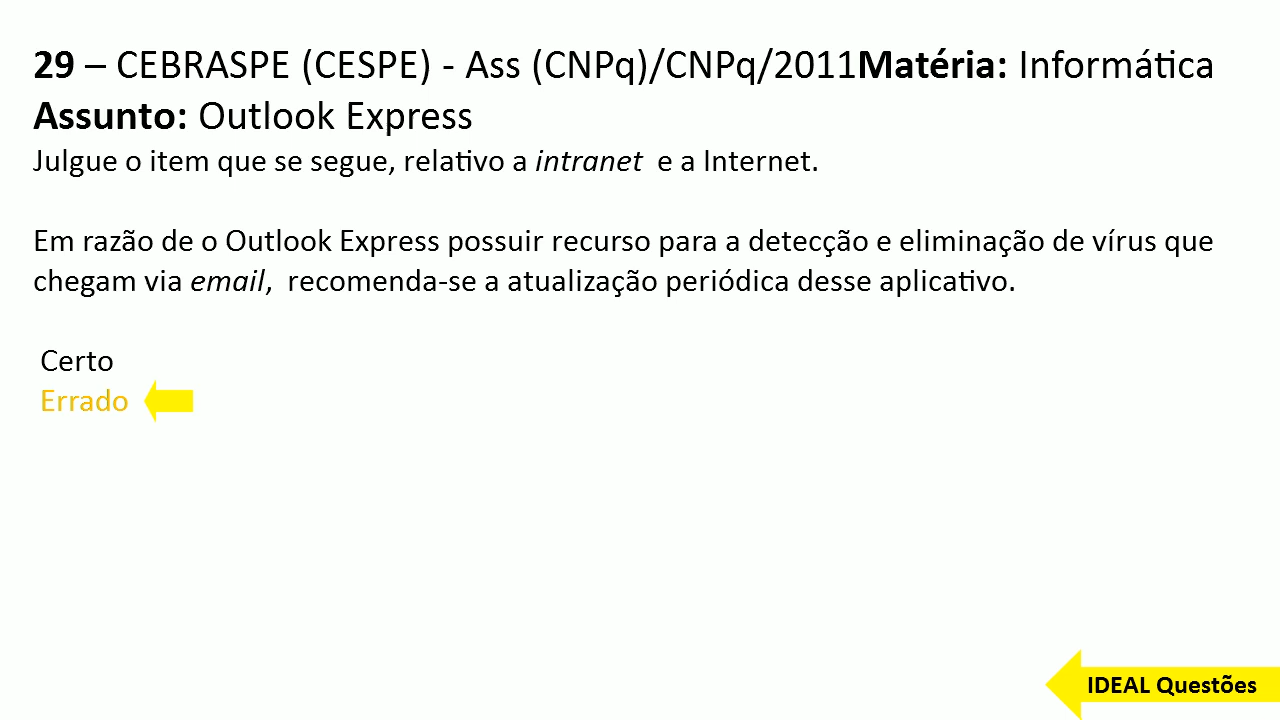 29 – CEBRASPE (CESPE) - Ass (CNPq)/CNPq/2011Matéria: Informática
Assunto: Outlook Express
Julgue o item que se segue, relativo a intranet e a Internet.
Em razão de o Outlook Express possuir recurso para a detecção e eliminação de vírus que
chegam via email, recomenda-se a atualização periódica desse aplicativo.
Certo
Errado
IDEAL Questões